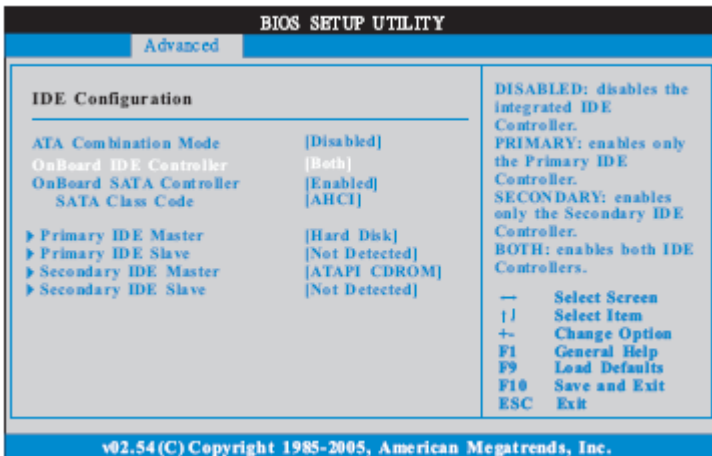 BIOS SETUP UTILITY
Advanced
IDE Configuration
ATA Combination Mode [Disabled]
OnBoard IDE Controller [Both]
OnBoard SATA Controller [Enabled]
SATA Class Code [AHCI]
Primary IDE Master [Hard Disk]
Primary IDE Slave [Not Detected]
Secondary IDE Master [ATAPI CDROM]
Secondary IDE Slave [Not Detected]
DISABLED: disables the
integrated IDE
Controller.
PRIMARY: enables only
the Primary IDE
Controller.
SECONDARY: enables
only the Secondary IDE
Controller.
BOTH: enables both IDE
Controllers.
↔ Select Screen
↑↓ Select Item
+- Change Option
F1 General Help
F9 Load Defaults
F10 Save and Exit
ESC Exit
v02.54(C) Copyright 1985-2005, American Megatrends, Inc.